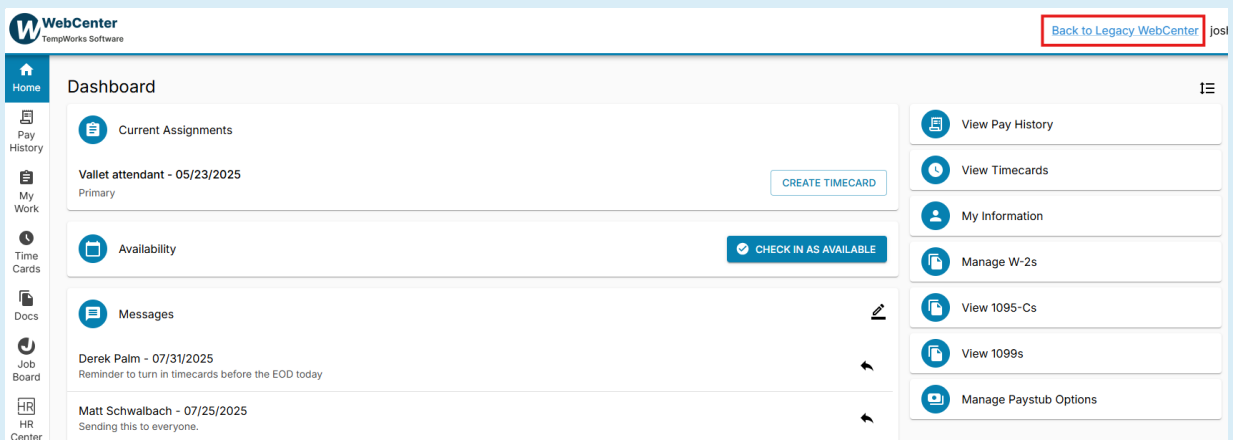 WebCenter
TempWorks Software
Back to Legacy WebCenter
Home
Pay
History
My
Work
Time
Cards
Docs
Job
Board
HR
HR
Center
Dashboard
Current Assignments
Vallet attendant - 05/23/2025
Primary
CREATE TIMECARD
Availability
CHECK IN AS AVAILABLE
Messages
Derek Palm - 07/31/2025
Reminder to turn in timecards before the EOD today
Matt Schwalbach - 07/25/2025
Sending this to everyone.
View Pay History
View Timecards
My Information
Manage W-2s
View 1095-Cs
View 1099s
Manage Paystub Options